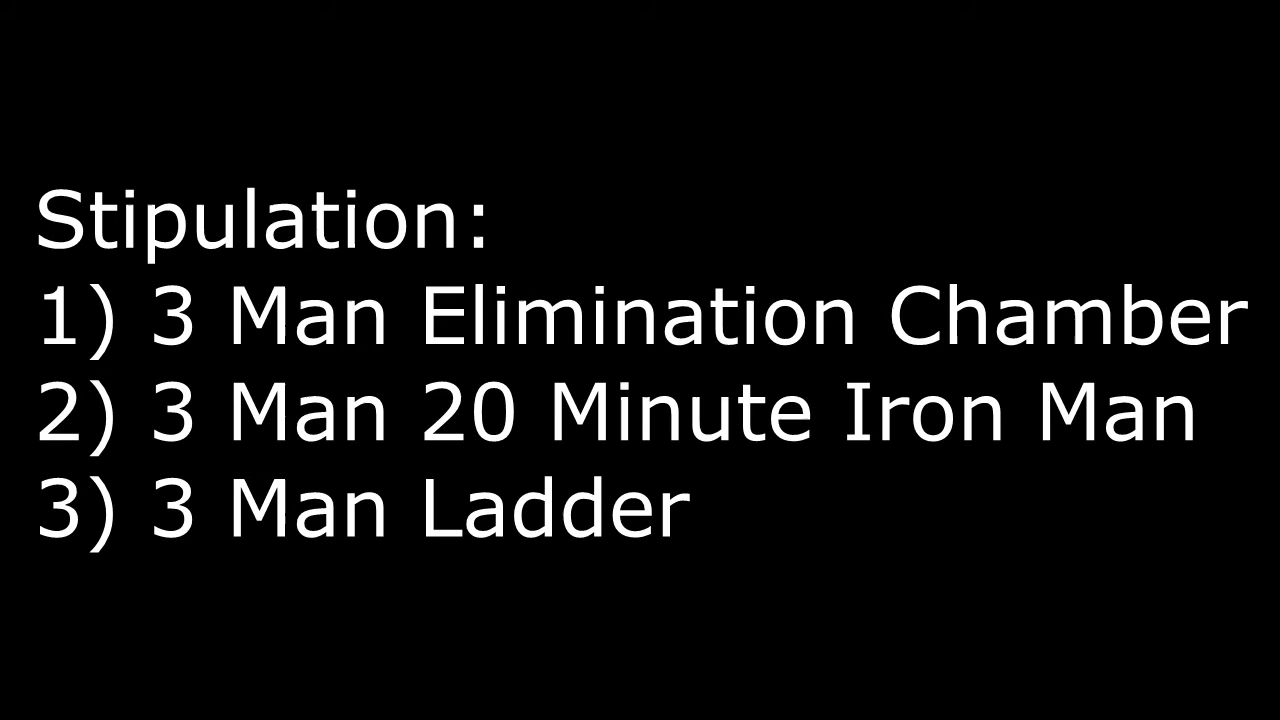 Stipulation:
1) 3 Man Elimination Chamber
2) 3 Man 20 Minute Iron Man
3) 3 Man Ladder